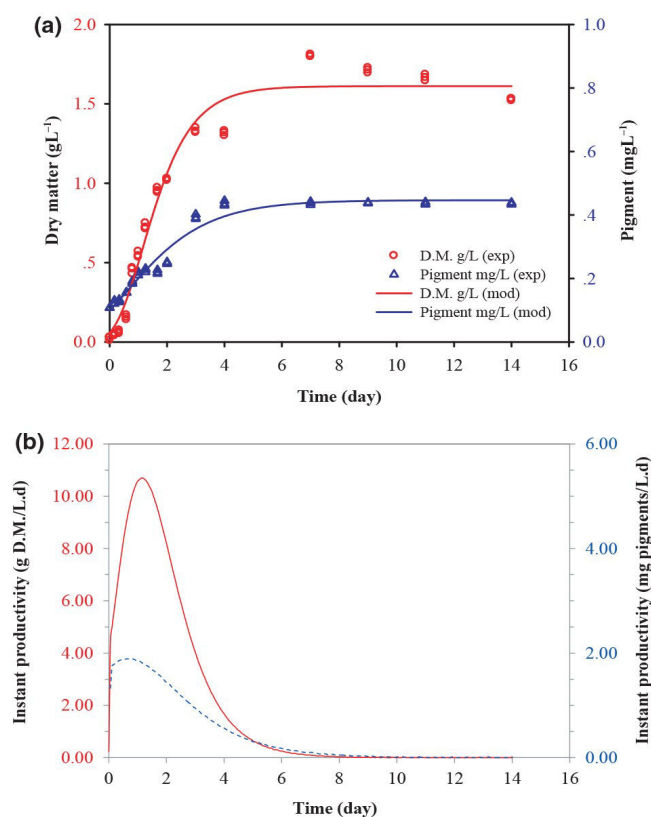 (a)
2.0
1.5
1.0
.5
0.0
Dry matter (gL⁻¹)
1.0
.8
.6
.4
.2
0.0
Pigment (mgL⁻¹)
D.M. g/L (exp)
Pigment mg/L (exp)
D.M. g/L (mod)
Pigment mg/L (mod)
0 2 4 6 8 10 12 14 16
Time (day)
(b)
12.00
10.00
8.00
6.00
4.00
2.00
0.00
Instant productivity (g D.M./L.d)
6.00
4.00
2.00
0.00
Instant productivity (mg pigments/L.d)
0 2 4 6 8 10 12 14 16
Time (day)